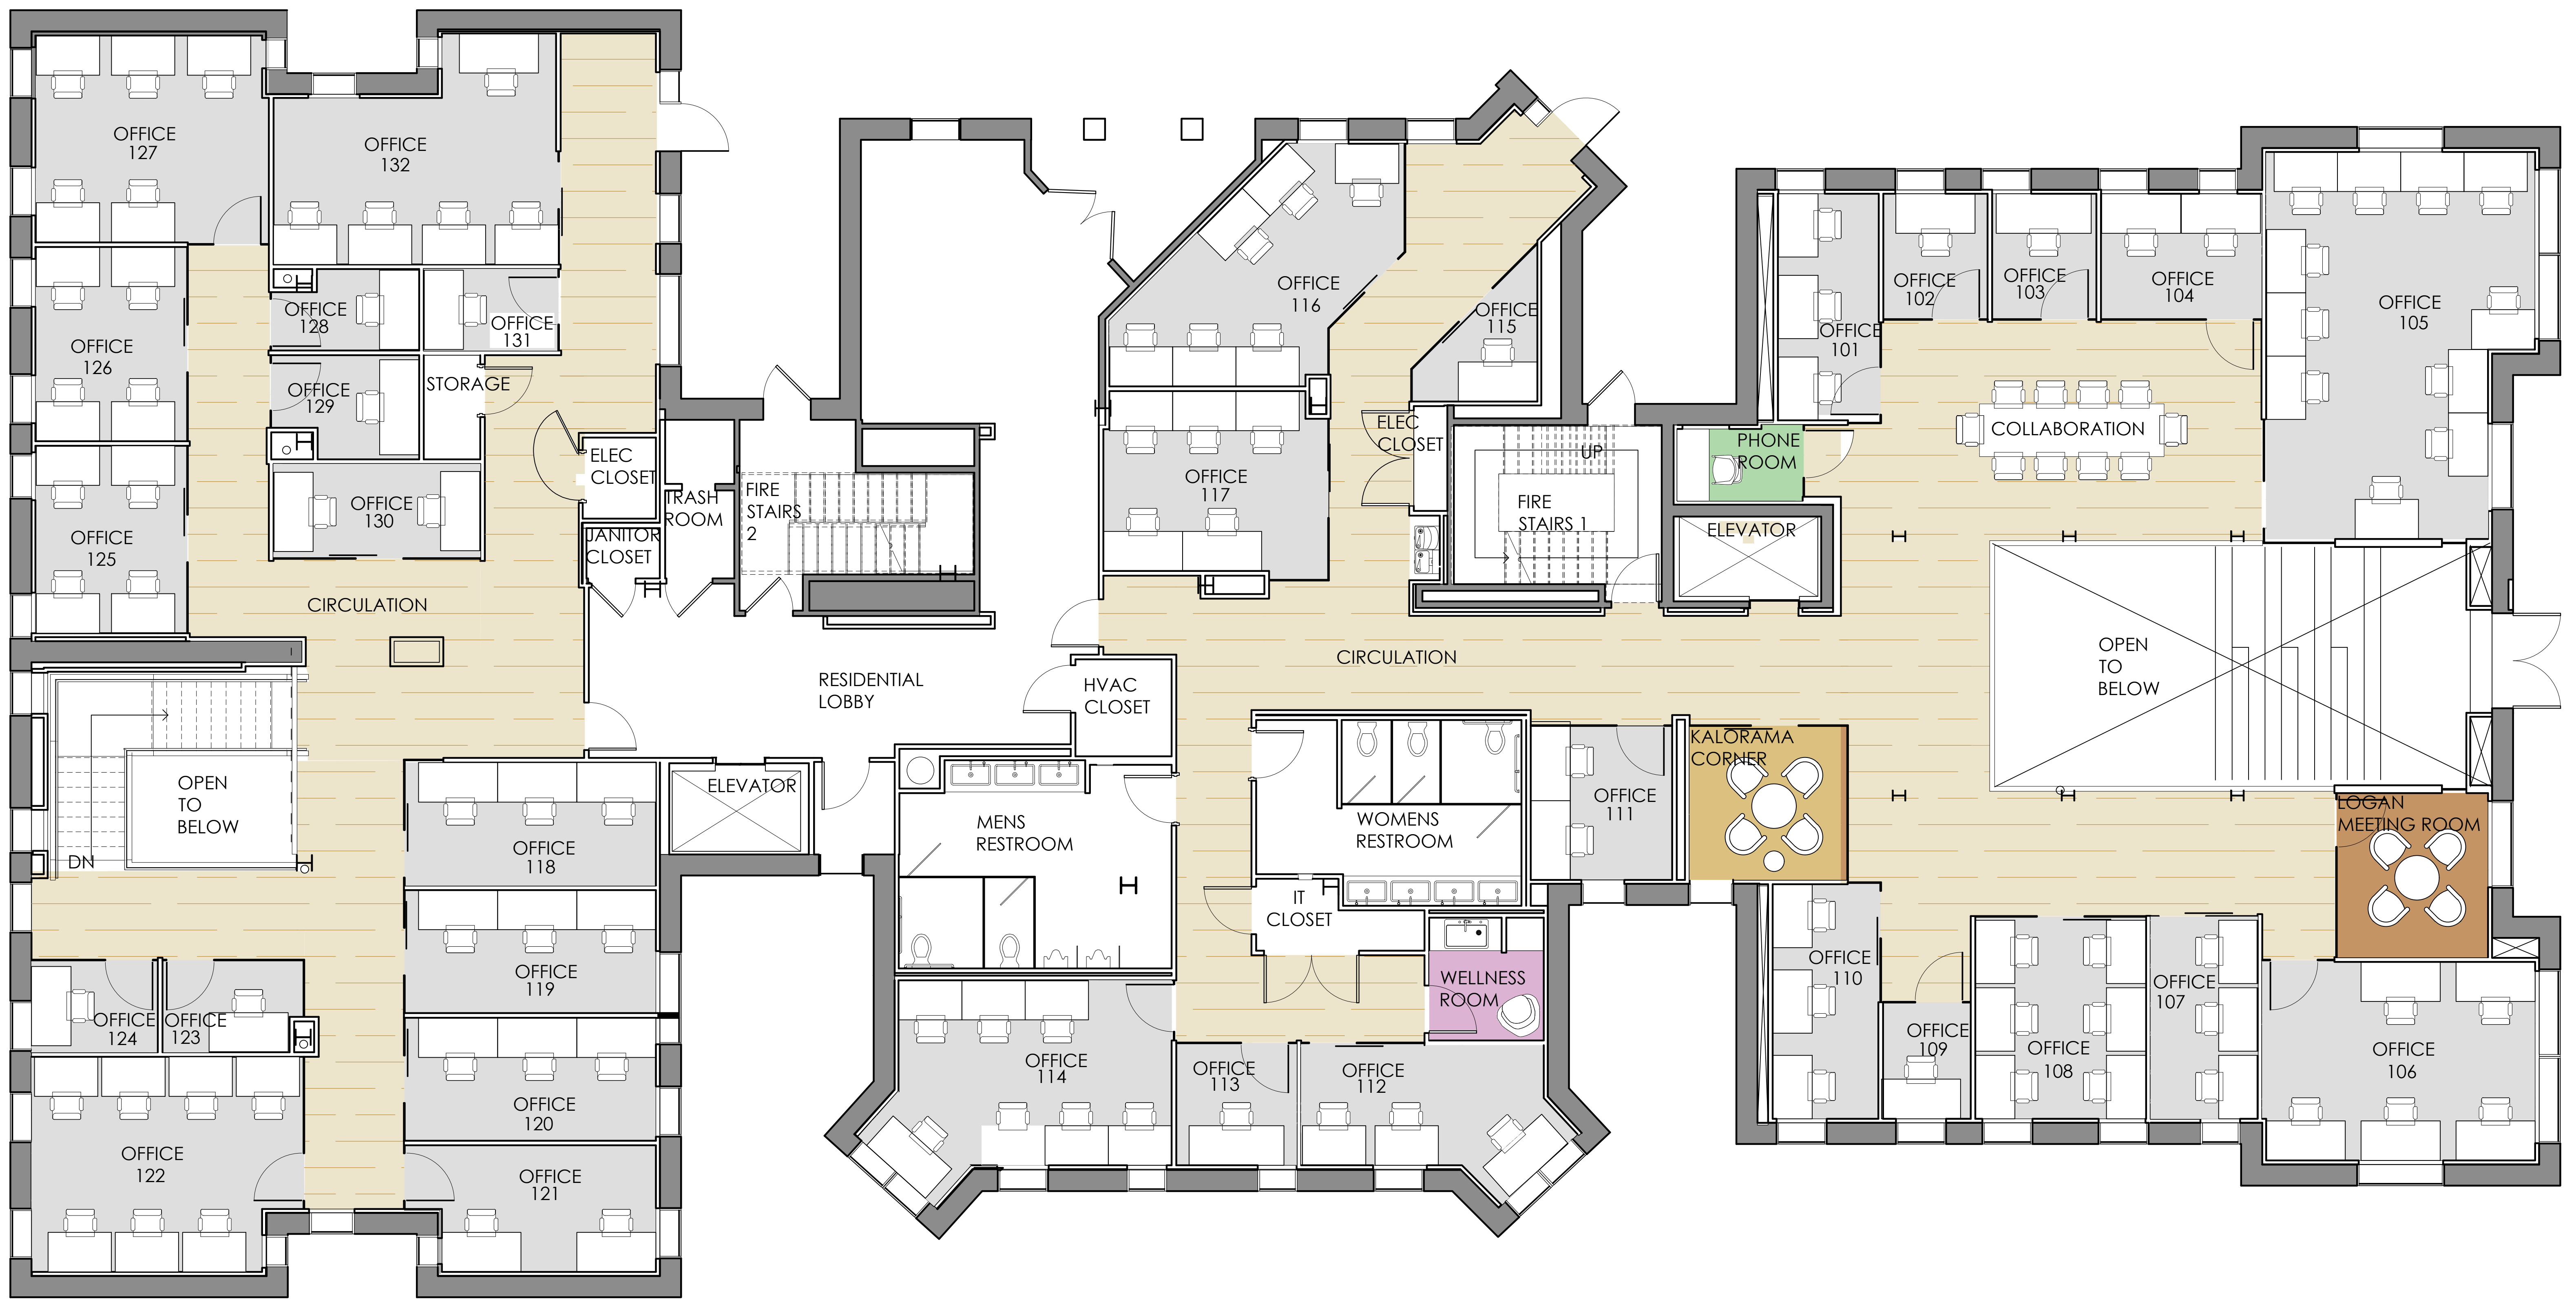 OFFICE
127
OFFICE
132
OFFICE
126
OFFICE
128
OFFICE
131
OFFICE
129
STORAGE
OFFICE
125
OFFICE
130
ELEC
CLOSET
TRASH
ROOM
JANITOR
CLOSET
FIRE
STAIRS
2
CIRCULATION
OPEN
TO
BELOW
DN
RESIDENTIAL
LOBBY
HVAC
CLOSET
ELEVATOR
OFFICE
118
OFFICE
119
OFFICE
120
OFFICE
121
OFFICE
124
OFFICE
123
OFFICE
122
OFFICE
116
OFFICE
115
OFFICE
117
ELEC
CLOSET
UP
FIRE
STAIRS 1
CIRCULATION
MENS
RESTROOM
WOMENS
RESTROOM
IT
CLOSET
WELLNESS
ROOM
OFFICE
114
OFFICE
113
OFFICE
112
OFFICE
111
KALORAMA
CORNER
PHONE
ROOM
ELEVATOR
OFFICE
101
OFFICE
102
OFFICE
103
OFFICE
104
OFFICE
105
COLLABORATION
OPEN
TO
BELOW
LOGAN
MEETING ROOM
OFFICE
110
OFFICE
109
OFFICE
108
OFFICE
107
OFFICE
106